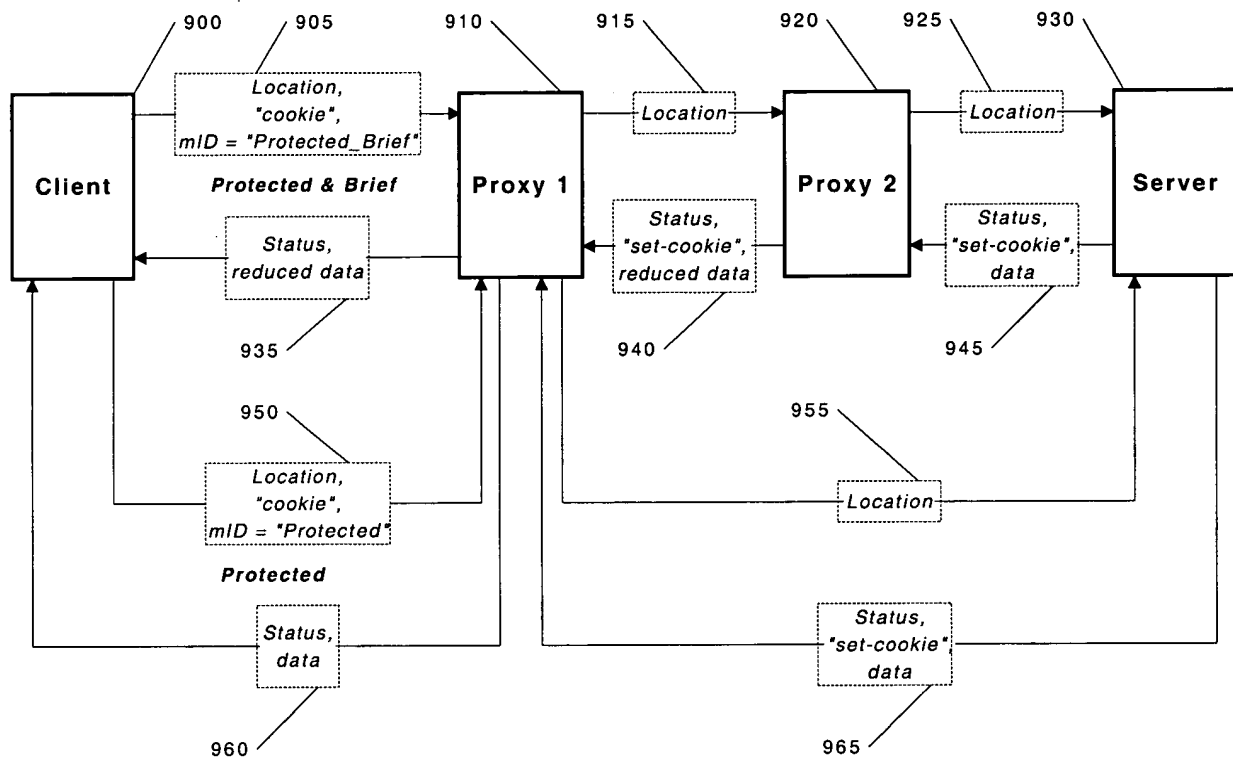 900
905
910
915
920
925
930
Location,
"cookie",
mID = "Protected_Brief"
Location
Location
Client
Protected & Brief
Proxy 1
Proxy 2
Server
Status,
reduced data
Status,
"set-cookie",
reduced data
Status,
"set-cookie",
data
935
940
945
950
955
Location,
"cookie",
mID = "Protected"
Location
Protected
Status,
data
Status,
"set-cookie",
data
960
965